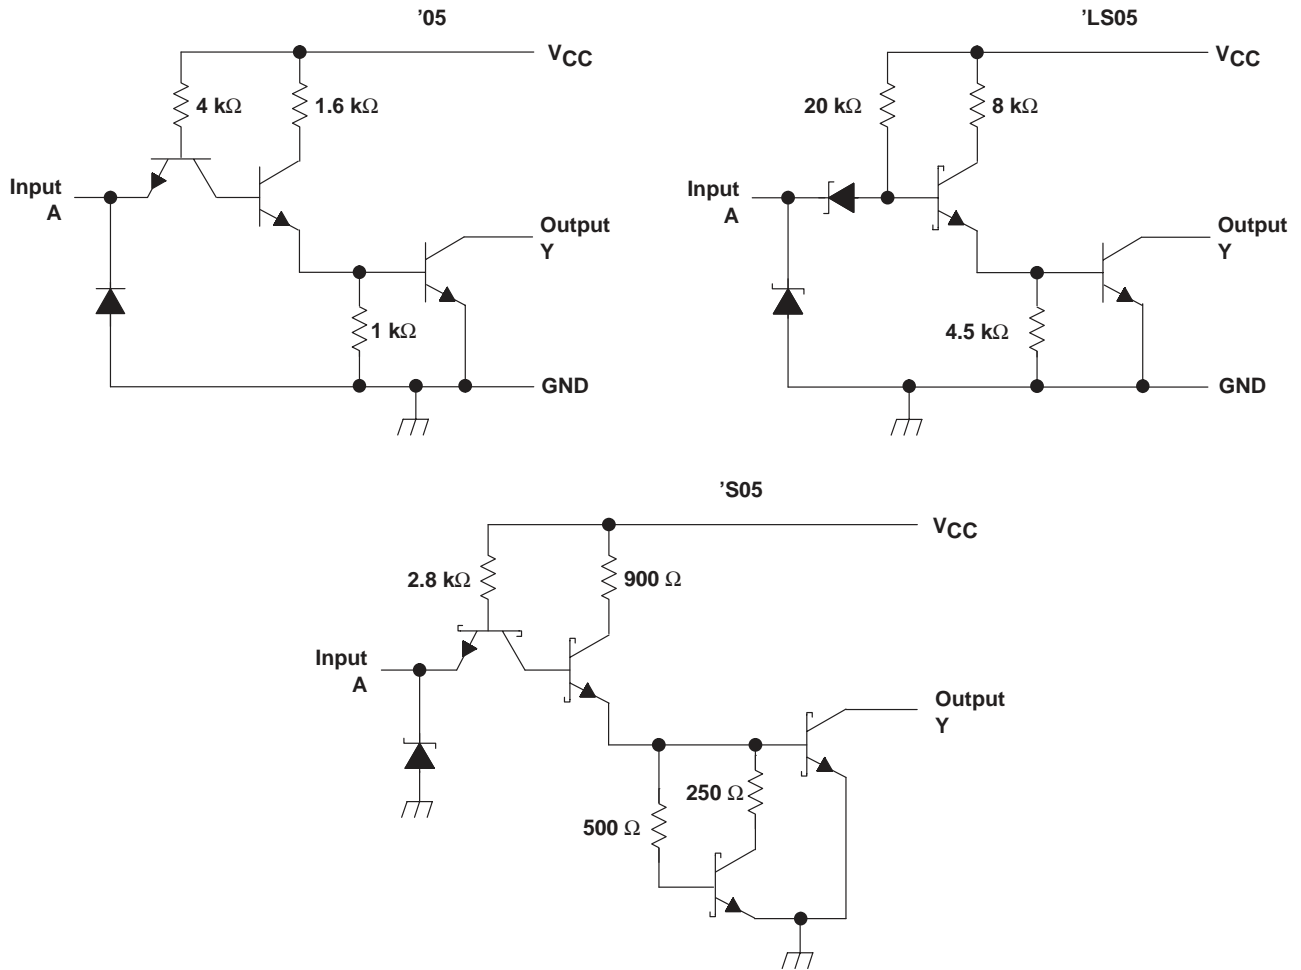 ’05
VCC
4 kΩ
1.6 kΩ
Input
A
Output
Y
1 kΩ
GND
’LS05
VCC
20 kΩ
8 kΩ
Input
A
Output
Y
4.5 kΩ
GND
’S05
VCC
2.8 kΩ
900 Ω
Input
A
Output
Y
250 Ω
500 Ω